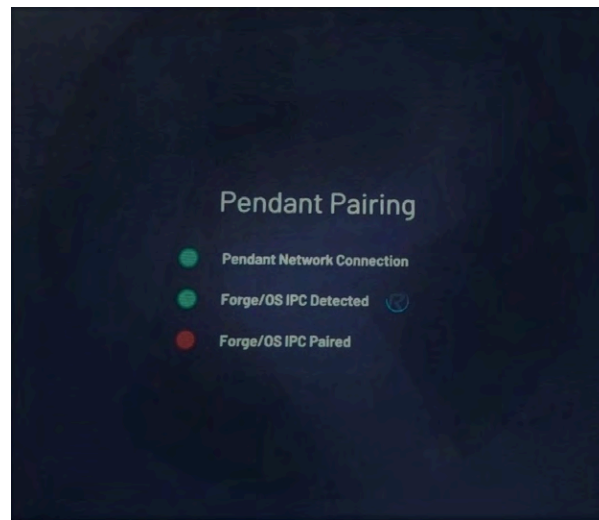 Pendant Pairing
Pendant Network Connection
Forge/OS IPC Detected
Forge/OS IPC Paired